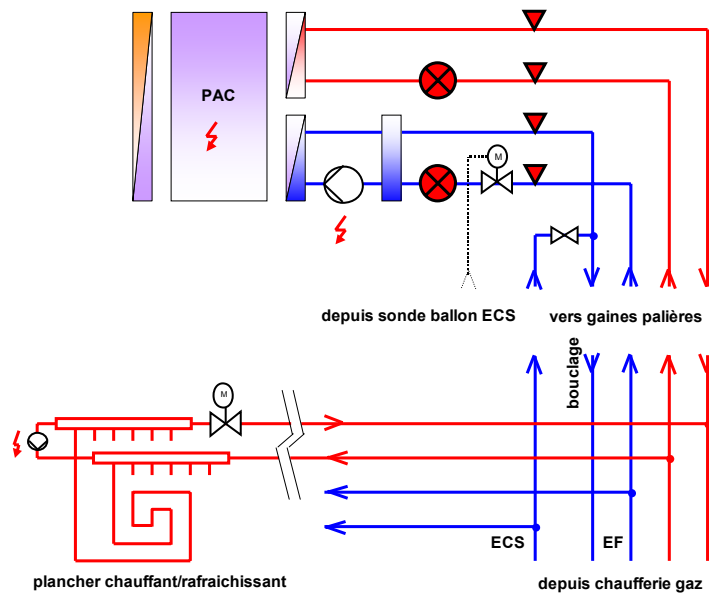 PAC
M
depuis sonde ballon ECS
vers gaines palières
bouclage
M
ECS
EF
plancher chauffant/rafraichissant
depuis chaufferie gaz